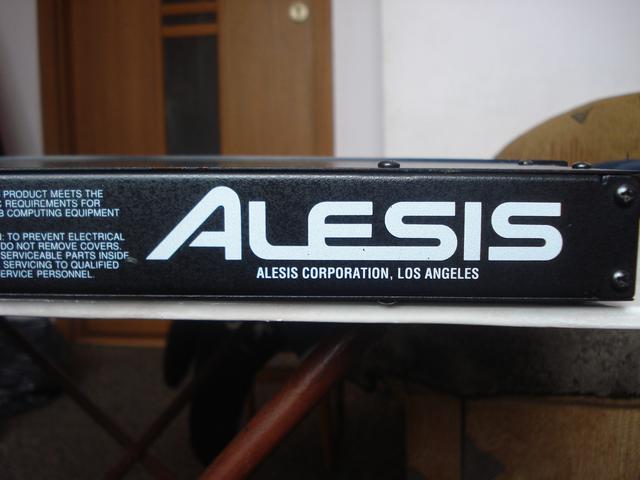 PRODUCT MEETS THE
REQUIREMENTS FOR
B COMPUTING EQUIPMENT
: TO PREVENT ELECTRICAL
DO NOT REMOVE COVERS.
SERVICEABLE PARTS INSIDE
SERVICING TO QUALIFIED
SERVICE PERSONNEL.
ALESIS
ALESIS CORPORATION, LOS ANGELES